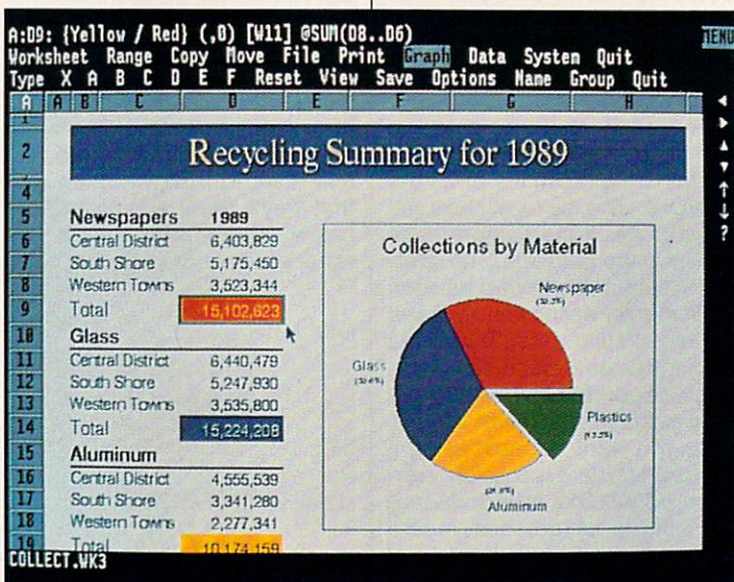 A:D9: {Yellow / Red} (,0) [W11] @SUM(D8..D6)
MENU
Worksheet Range Copy Move File Print Graph Data System Quit
Type X A B C D E F Reset View Save Options Name Group Quit
A A B C D E F G H
1
2 Recycling Summary for 1989
4
5 Newspapers 1989
6 Central District 6,403,829
7 South Shore 5,175,450
8 Western Towns 3,523,344
9 Total 15,102,623
10 Glass
11 Central District 6,440,479
12 South Shore 5,247,930
13 Western Towns 3,535,800
14 Total 15,224,208
15 Aluminum
16 Central District 4,555,539
17 South Shore 3,341,280
18 Western Towns 2,277,341
19 Total 10,174,159
?
Collections by Material
Newspaper
Glass
Plastics
Aluminum
COLLECT.WK3